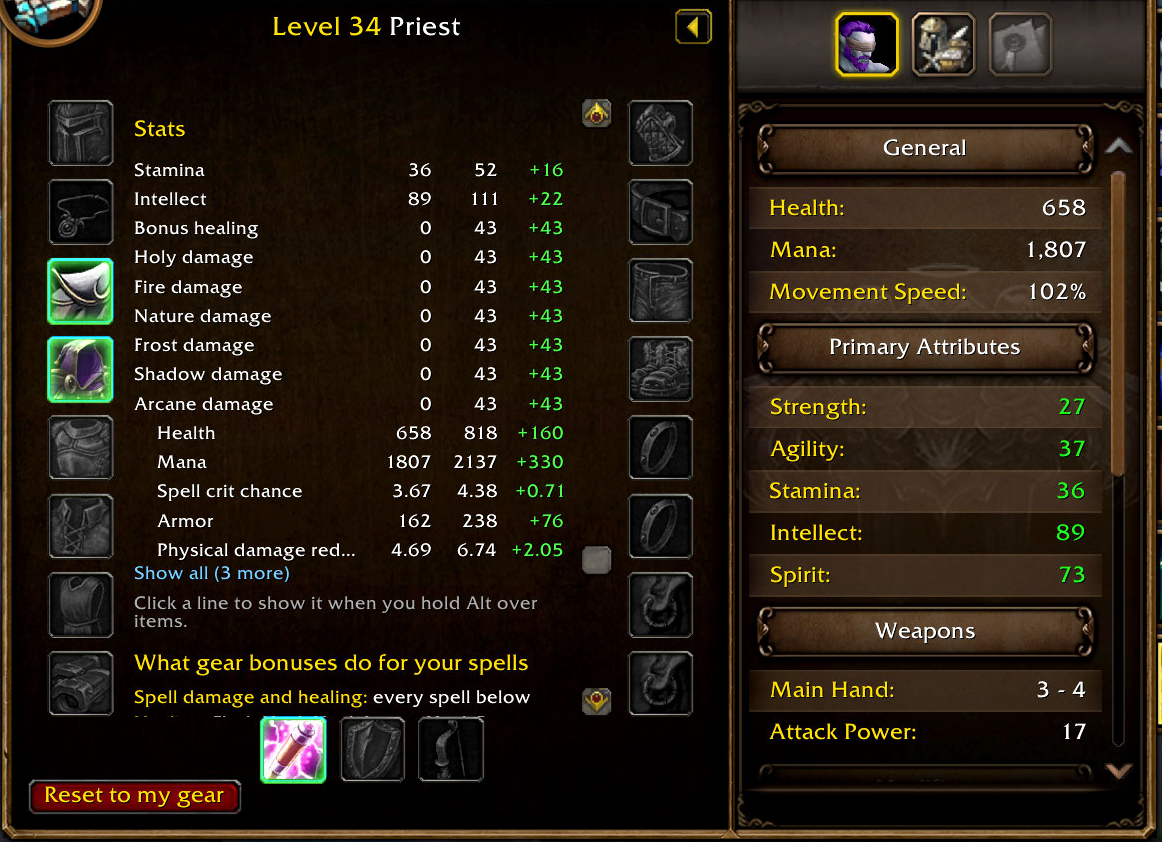 Level 34 Priest
Stats
Stamina 36 52 +16
Intellect 89 111 +22
Bonus healing 0 43 +43
Holy damage 0 43 +43
Fire damage 0 43 +43
Nature damage 0 43 +43
Frost damage 0 43 +43
Shadow damage 0 43 +43
Arcane damage 0 43 +43
Health 658 818 +160
Mana 1807 2137 +330
Spell crit chance 3.67 4.38 +0.71
Armor 162 238 +76
Physical damage red... 4.69 6.74 +2.05
Show all (3 more)
Click a line to show it when you hold Alt over
items.
What gear bonuses do for your spells
Spell damage and healing: every spell below
Reset to my gear
General
Health: 658
Mana: 1,807
Movement Speed: 102%
Primary Attributes
Strength: 27
Agility: 37
Stamina: 36
Intellect: 89
Spirit: 73
Weapons
Main Hand: 3 - 4
Attack Power: 17